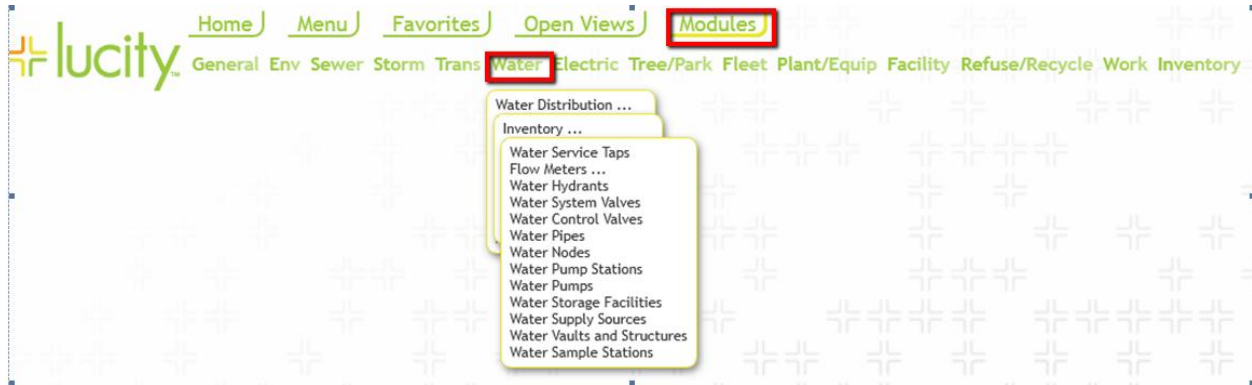 Home Menu Favorites Open Views Modules
lucity™
General Env Sewer Storm Trans Water Electric Tree/Park Fleet Plant/Equip Facility Refuse/Recycle Work Inventory
Water Distribution ...
Inventory ...
Water Service Taps
Flow Meters ...
Water Hydrants
Water System Valves
Water Control Valves
Water Pipes
Water Nodes
Water Pump Stations
Water Pumps
Water Storage Facilities
Water Supply Sources
Water Vaults and Structures
Water Sample Stations